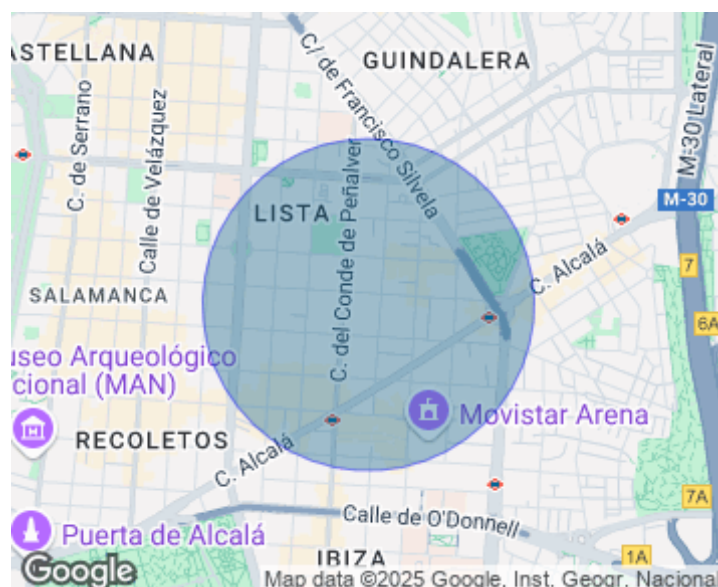 ASTELLANA
C/ de Francisco Silvela
GUINDALERA
M-30 Lateral
C. de Serrano
Calle de Velázquez
C. del Conde de Peñalver
M-30
LISTA
C. Alcalá
7
SALAMANCA
6A
useo Arqueológico
cional (MAN)
Movistar Arena
RECOLETOS
C. Alcalá
7A
Calle de O'Donnell
Puerta de Alcalá
IBIZA
1A
Google
Map data ©2025 Google, Inst. Geogr. Nacional